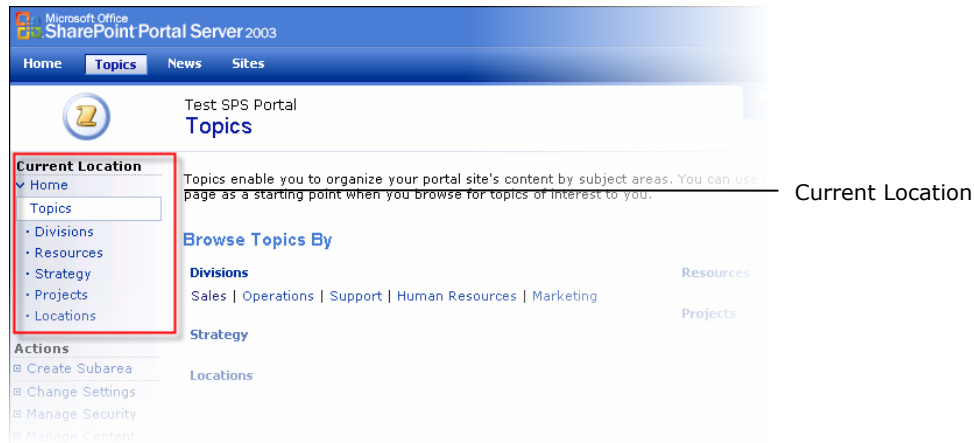 Microsoft Office
SharePoint Portal Server 2003
Home Topics News Sites
Test SPS Portal
Topics
Current Location
Home
Topics
Divisions
Resources
Strategy
Projects
Locations
Actions
Create Subarea
Change Settings
Manage Security
Manage Content
Topics enable you to organize your portal site's content by subject areas. You can use
page as a starting point when you browse for topics of interest to you.
Browse Topics By
Divisions
Sales | Operations | Support | Human Resources | Marketing
Strategy
Locations
Resources
Projects
Current Location